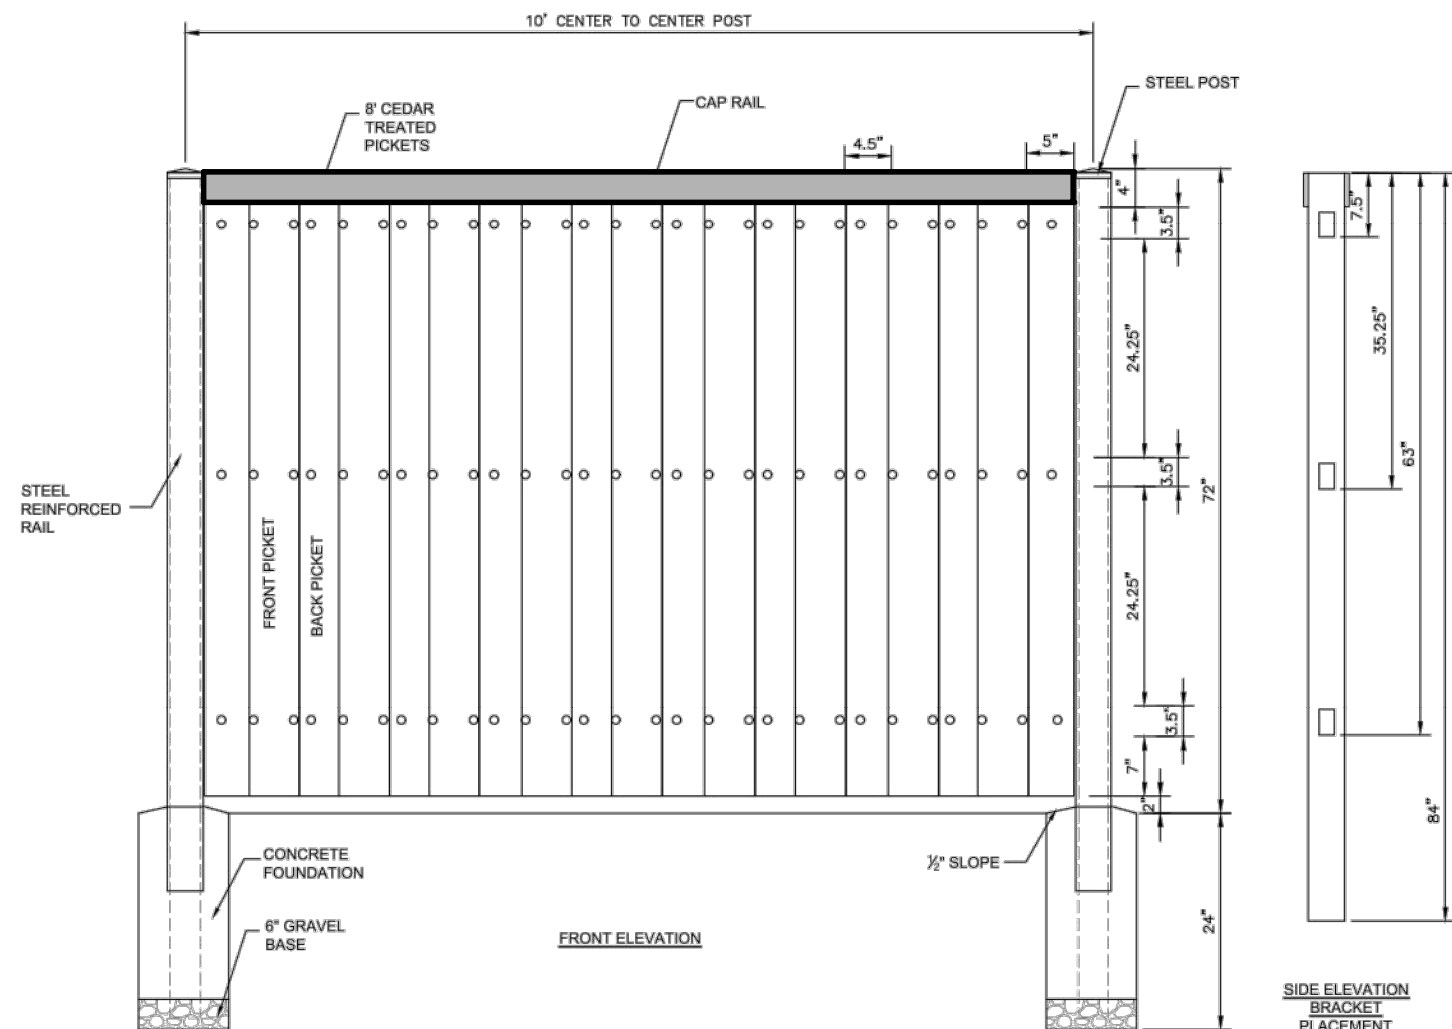 10' CENTER TO CENTER POST
STEEL POST
8' CEDAR
TREATED
PICKETS
CAP RAIL
4.5"
5"
4"
3.5"
7.5"
24.25"
35.25"
63"
3.5"
72"
STEEL
REINFORCED
RAIL
FRONT PICKET
BACK PICKET
24.25"
3.5"
7"
2"
84"
CONCRETE
FOUNDATION
½" SLOPE
6" GRAVEL
BASE
24"
FRONT ELEVATION
SIDE ELEVATION
BRACKET
PLACEMENT